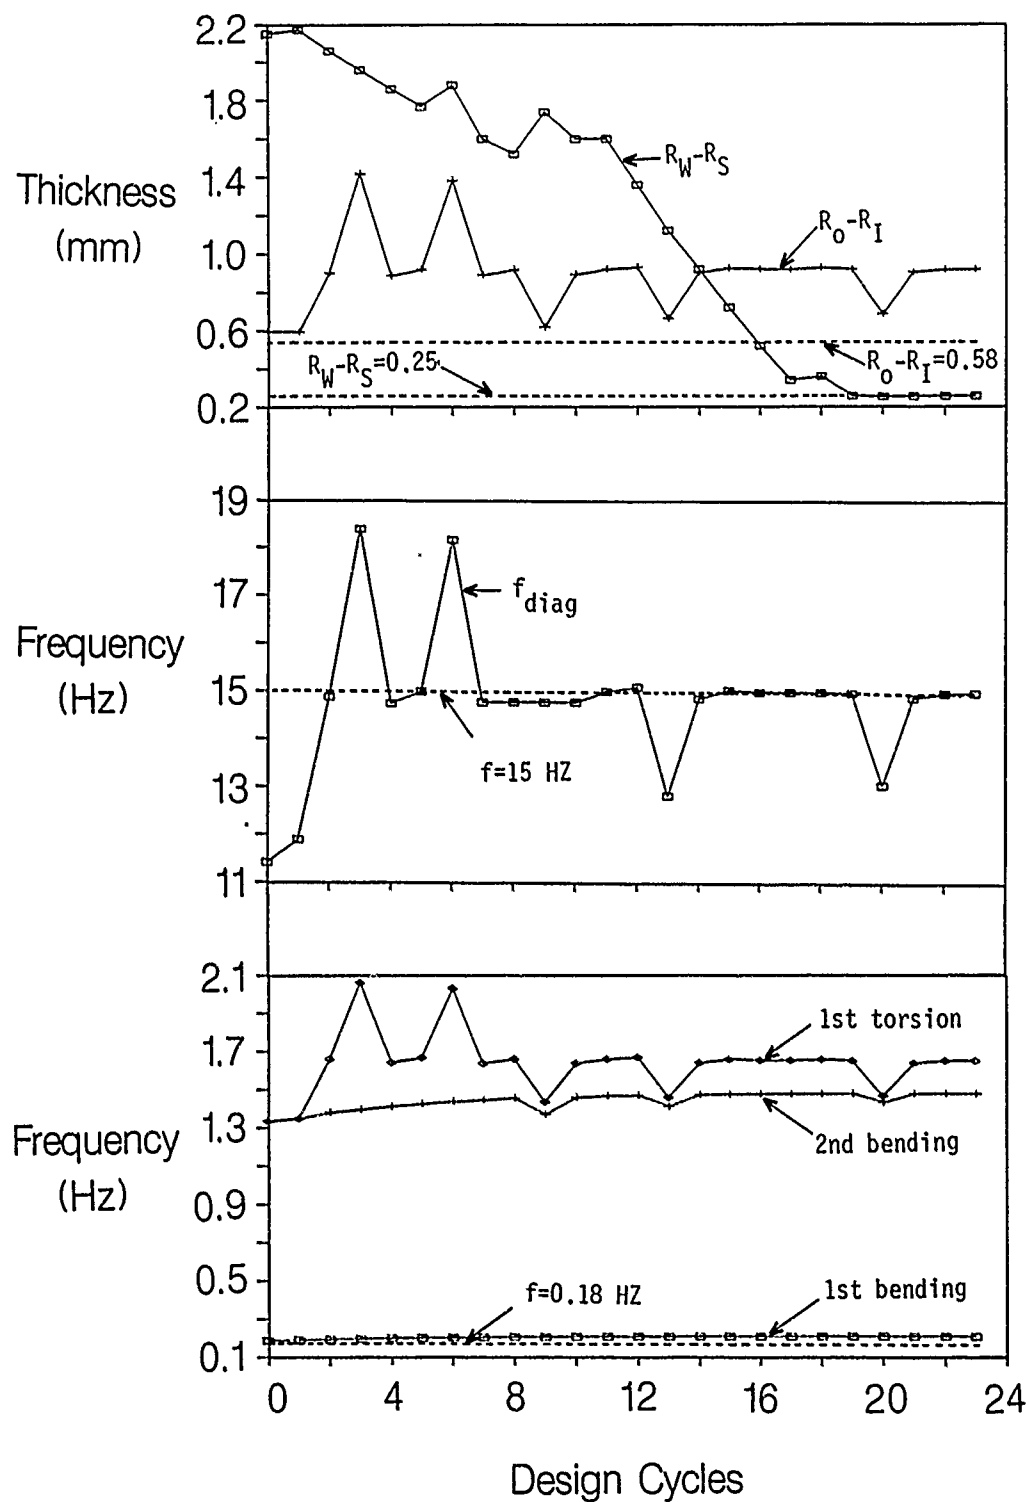 2.2
1.8
1.4
1.0
0.6
0.2
Thickness
(mm)
R_W-R_S
R_O-R_I
R_W-R_S=0.25
R_O-R_I=0.58
19
17
15
13
11
Frequency
(Hz)
f_diag
f=15 HZ
2.1
1.7
1.3
0.9
0.5
0.1
Frequency
(Hz)
1st torsion
2nd bending
f=0.18 HZ
1st bending
0 4 8 12 16 20 24
Design Cycles